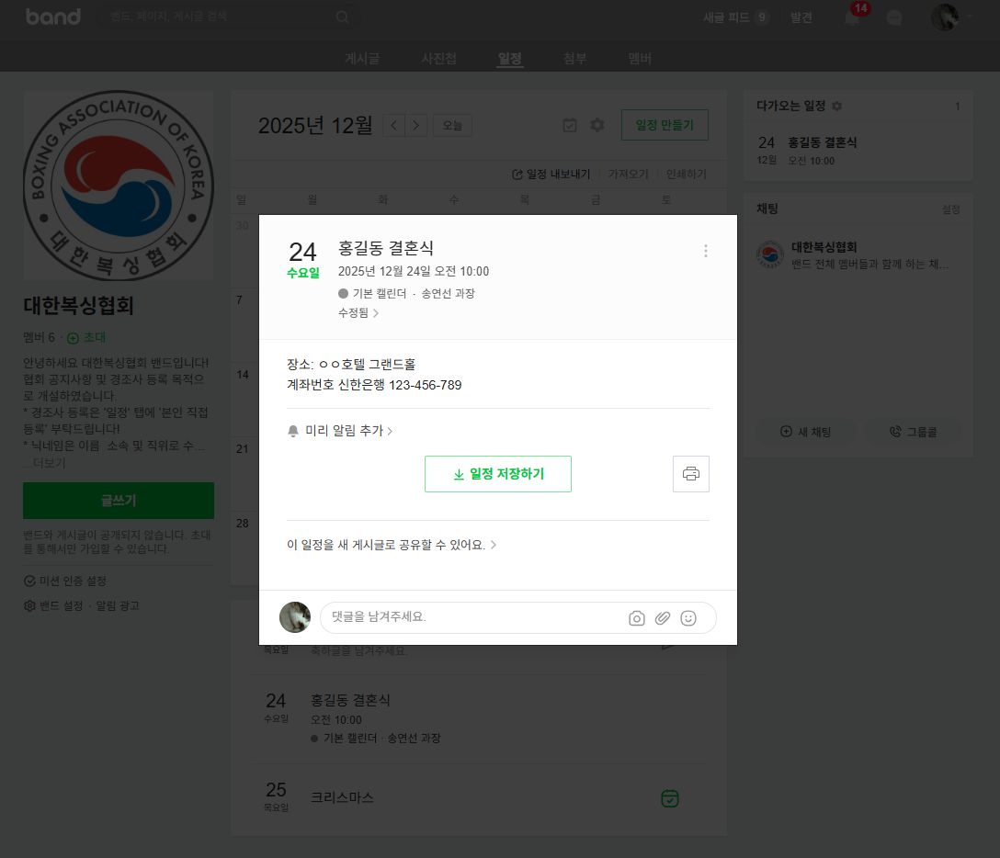 band
밴드, 페이지, 게시글 검색
새글 피드 9
발견
14
게시글
사진첩
일정
첨부
멤버
BOXING ASSOCIATION OF KOREA
대한복싱협회
대한복싱협회
멤버 6 · 초대
안녕하세요 대한복싱협회 밴드입니다!
협회 공지사항 및 경조사 등록 목적으
로 개설하였습니다.
* 경조사 등록은 '일정' 탭에 '본인 직접
등록' 부탁드립니다!
* 닉네임은 이름· 소속 및 직위로 수...
...더보기
글쓰기
밴드와 게시글이 공개되지 않습니다. 초대
를 통해서만 가입할 수 있습니다.
미션 인증 설정
밴드 설정 · 알림 광고
2025년 12월
오늘
일정 만들기
일정 내보내기
가져오기
인쇄하기
일 월 화 수 목 금 토
30
7
14
21
28
24
수요일
홍길동 결혼식
2025년 12월 24일 오전 10:00
기본 캘린더 · 송연선 과장
수정됨
장소: ㅇㅇ호텔 그랜드홀
계좌번호 신한은행 123-456-789
미리 알림 추가
일정 저장하기
이 일정을 새 게시글로 공유할 수 있어요.
댓글을 남겨주세요.
목요일
축하글을 남겨주세요.
24
수요일
홍길동 결혼식
오전 10:00
기본 캘린더 · 송연선 과장
25
목요일
크리스마스
다가오는 일정
1
24
12월
홍길동 결혼식
오전 10:00
채팅
설정
대한복싱협회
밴드 전체 멤버들과 함께 하는 채...
새 채팅
그룹콜